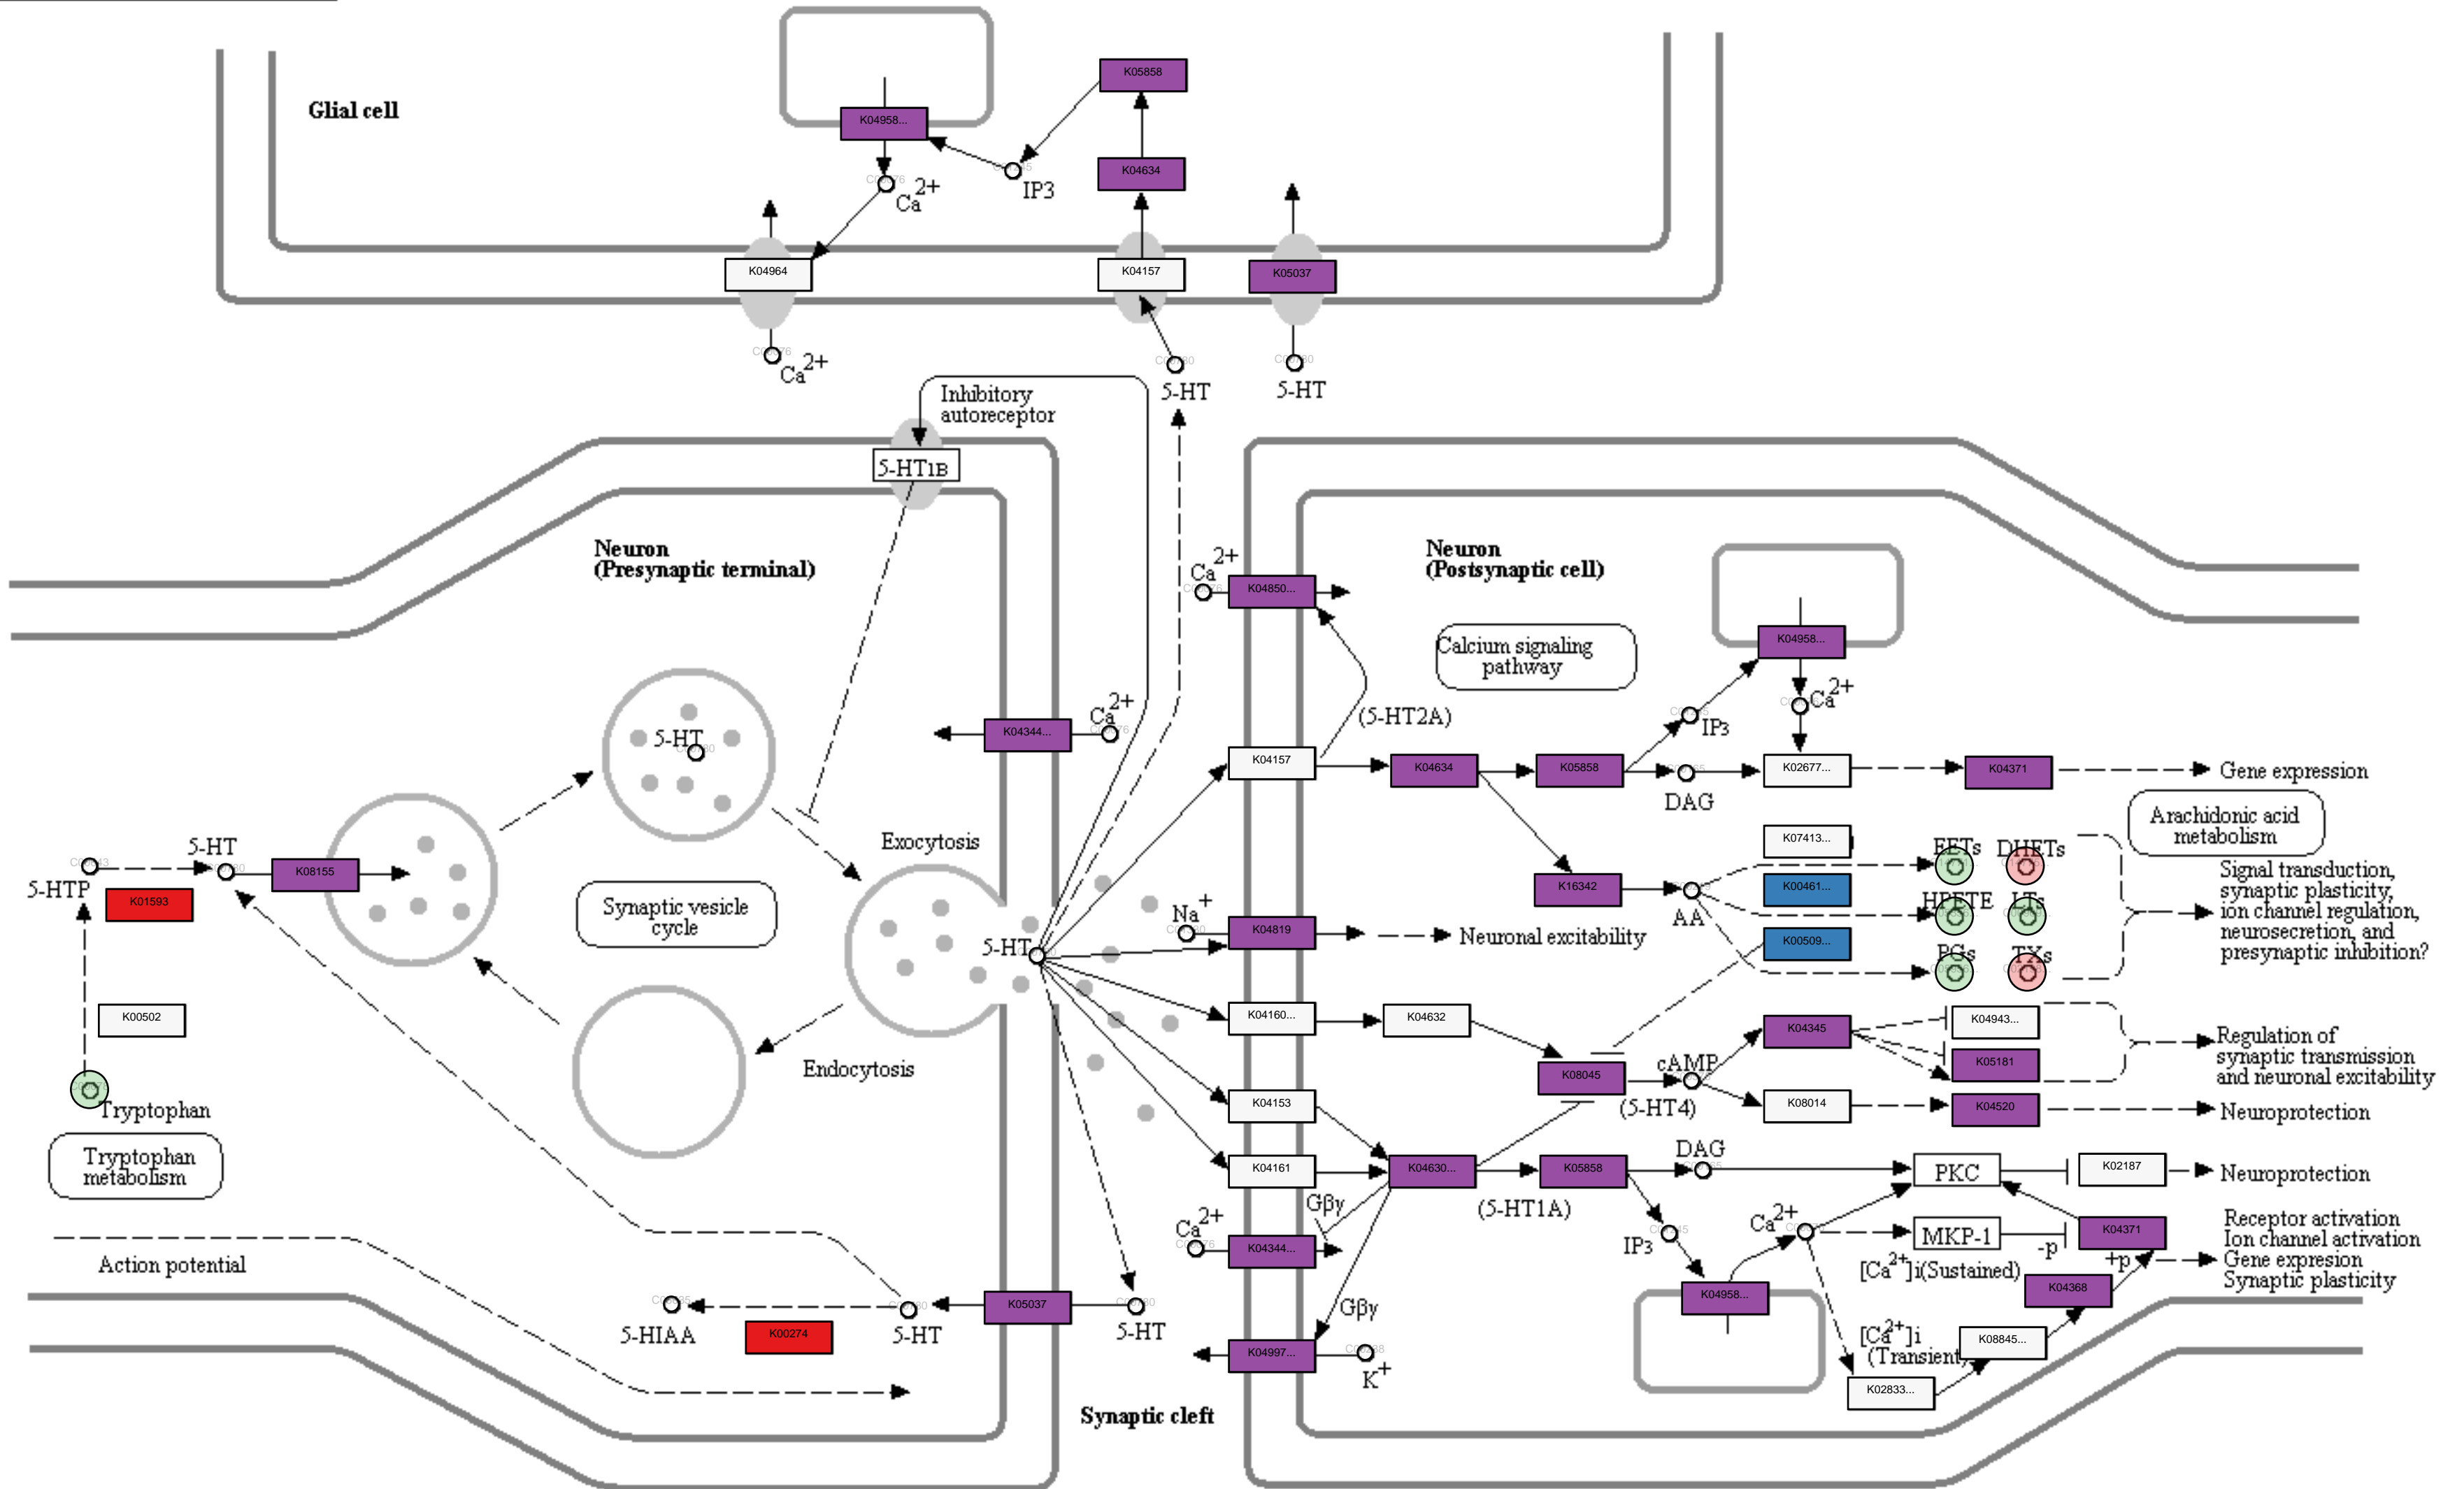 Glial cell
K05858
K04958...
K04634
IP3
Ca2+
K04964
K04157
K05037
Ca2+
5-HT
5-HT
Inhibitory
autoreceptor
5-HT1B
Neuron
(Presynaptic terminal)
5-HT
K04344...
Ca2+
5-HT
5-HTP
K08155
K01593
Exocytosis
Synaptic vesicle
cycle
5-HT
K00502
Endocytosis
Tryptophan
Tryptophan
metabolism
Action potential
5-HIAA
K00274
5-HT
K05037
5-HT
Synaptic cleft
Neuron
(Postsynaptic cell)
Ca2+
K04850...
Calcium signaling
pathway
K04958...
Ca2+
(5-HT2A)
IP3
K04157
K04634
K05858
DAG
K02677...
K04371
Gene expression
K07413...
EETs
DHETs
Arachidonic acid
metabolism
K16342
AA
K00461...
HPETE
LTs
K00509...
PGs
TXs
Signal transduction,
synaptic plasticity,
ion channel regulation,
neurosecretion, and
presynaptic inhibition?
Na+
K04819
Neuronal excitability
K04160...
K04632
K08045
cAMP
(5-HT4)
K04345
K04943...
K05181
Regulation of
synaptic transmission
and neuronal excitability
K08014
K04520
Neuroprotection
K04153
K04161
K04630...
K05858
(5-HT1A)
DAG
PKC
K02187
Neuroprotection
Gβγ
Ca2+
K04344...
IP3
Ca2+
MKP-1
-p
K04371
+p
[Ca2+]i(Sustained)
K04368
Receptor activation
Ion channel activation
Gene expresion
Synaptic plasticity
K04958...
Gβγ
K04997...
K+
[Ca2+]i
(Transient)
K08845...
K02833...